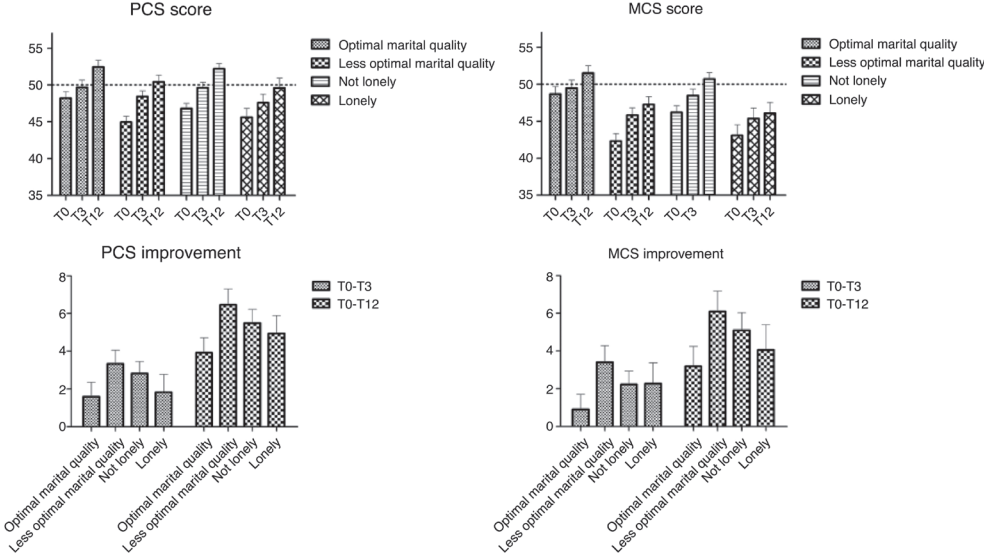 PCS score
55
50
45
40
35
T0 T3 T12 T0 T3 T12 T0 T3 T12 T0 T3 T12
Optimal marital quality
Less optimal marital quality
Not lonely
Lonely
MCS score
55
50
45
40
35
T0 T3 T12 T0 T3 T12 T0 T3 T0 T3 T12
Optimal marital quality
Less optimal marital quality
Not lonely
Lonely
PCS improvement
8
6
4
2
0
Optimal marital quality
Less optimal marital quality
Not lonely
Lonely
Optimal marital quality
Less optimal marital quality
Not lonely
Lonely
T0-T3
T0-T12
MCS improvement
8
6
4
2
0
Optimal marital quality
Less optimal marital quality
Not lonely
Lonely
Optimal marital quality
Less optimal marital quality
Not lonely
Lonely
T0-T3
T0-T12